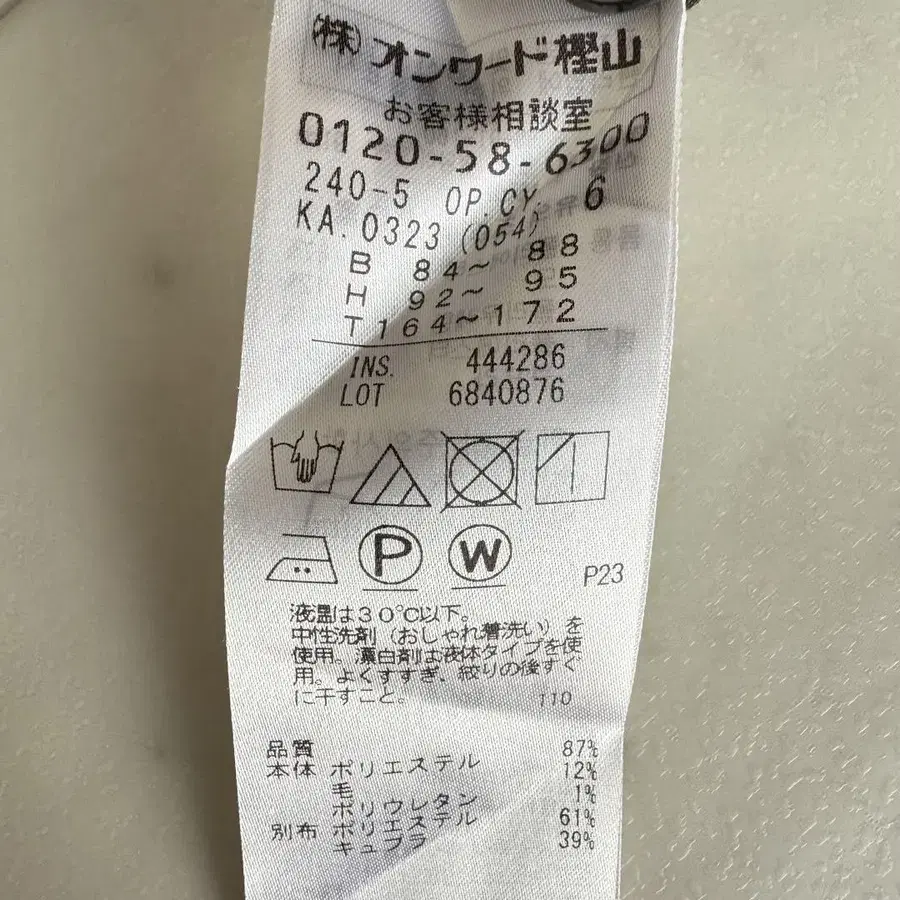 (株)オンワード樫山
お客様相談室
0120-58-6300
240-5 OP.CY. 6
KA.0323(054)
B 84～ 88
H 92～ 95
T164～172
INS. 444286
LOT 6840876
P W P23
液温は30℃以下。
中性洗剤(おしゃれ着洗い)を
使用。漂白剤は液体タイプを使
用。よくすすぎ、絞りの後すぐ
に干すこと。 110
品質
本体 ポリエステル 87%
毛 12%
ポリウレタン 1%
別布 ポリエステル 61%
キュプラ 39%